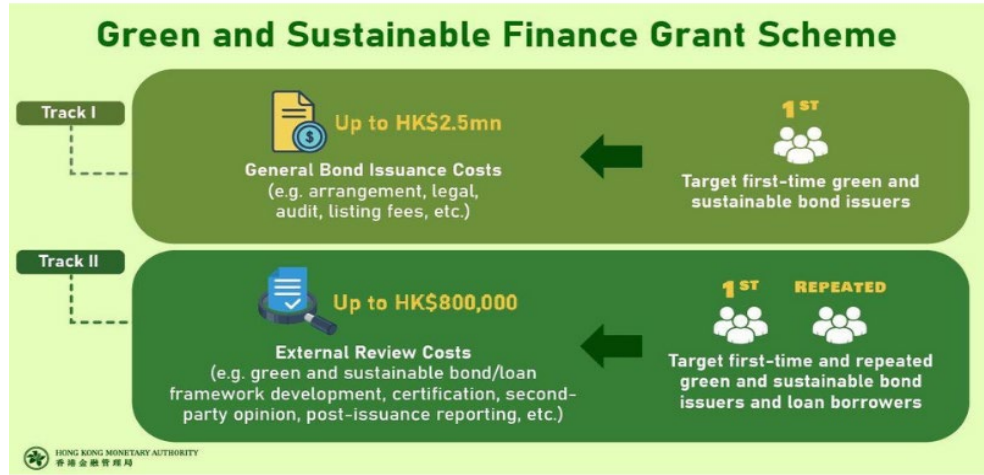 Green and Sustainable Finance Grant Scheme
Track I
Up to HK$2.5mn
General Bond Issuance Costs
(e.g. arrangement, legal,
audit, listing fees, etc.)
1ST
Target first-time green and
sustainable bond issuers
Track II
Up to HK$800,000
External Review Costs
(e.g. green and sustainable bond/loan
framework development, certification, second-
party opinion, post-issuance reporting, etc.)
1ST REPEATED
Target first-time and repeated
green and sustainable bond
issuers and loan borrowers
HONG KONG MONETARY AUTHORITY
香港金融管理局